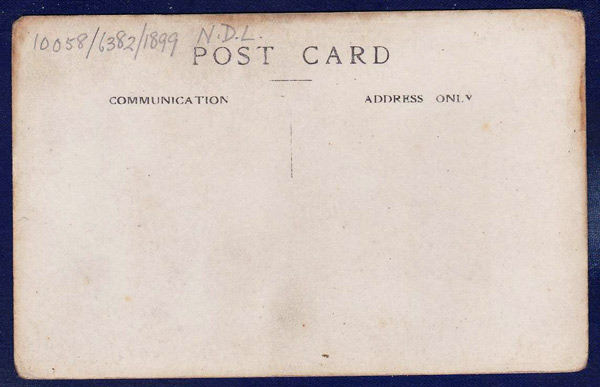 10058/6382/1899 N.D.L.
POST CARD
COMMUNICATION ADDRESS ONLY